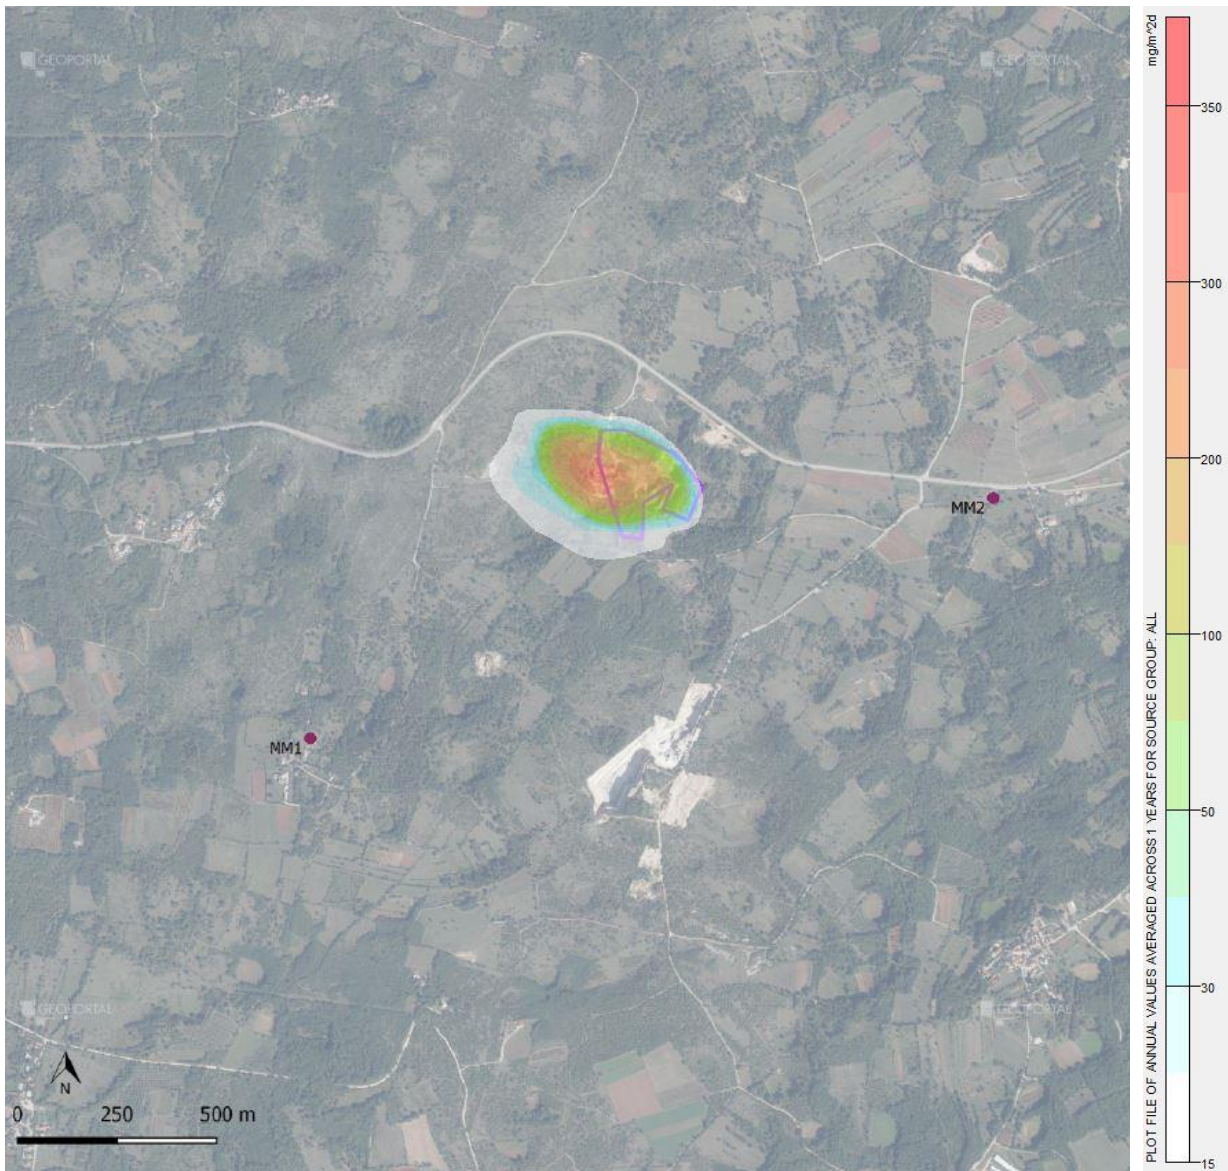 GEOPORTAL
GEOPORTAL
MM2
MM1
GEOPORTAL
GEOPORTAL
N
0 250 500 m
mg/m^2d
350
300
200
100
50
30
15
PLOT FILE OF ANNUAL VALUES AVERAGED ACROSS 1 YEARS FOR SOURCE GROUP: ALL